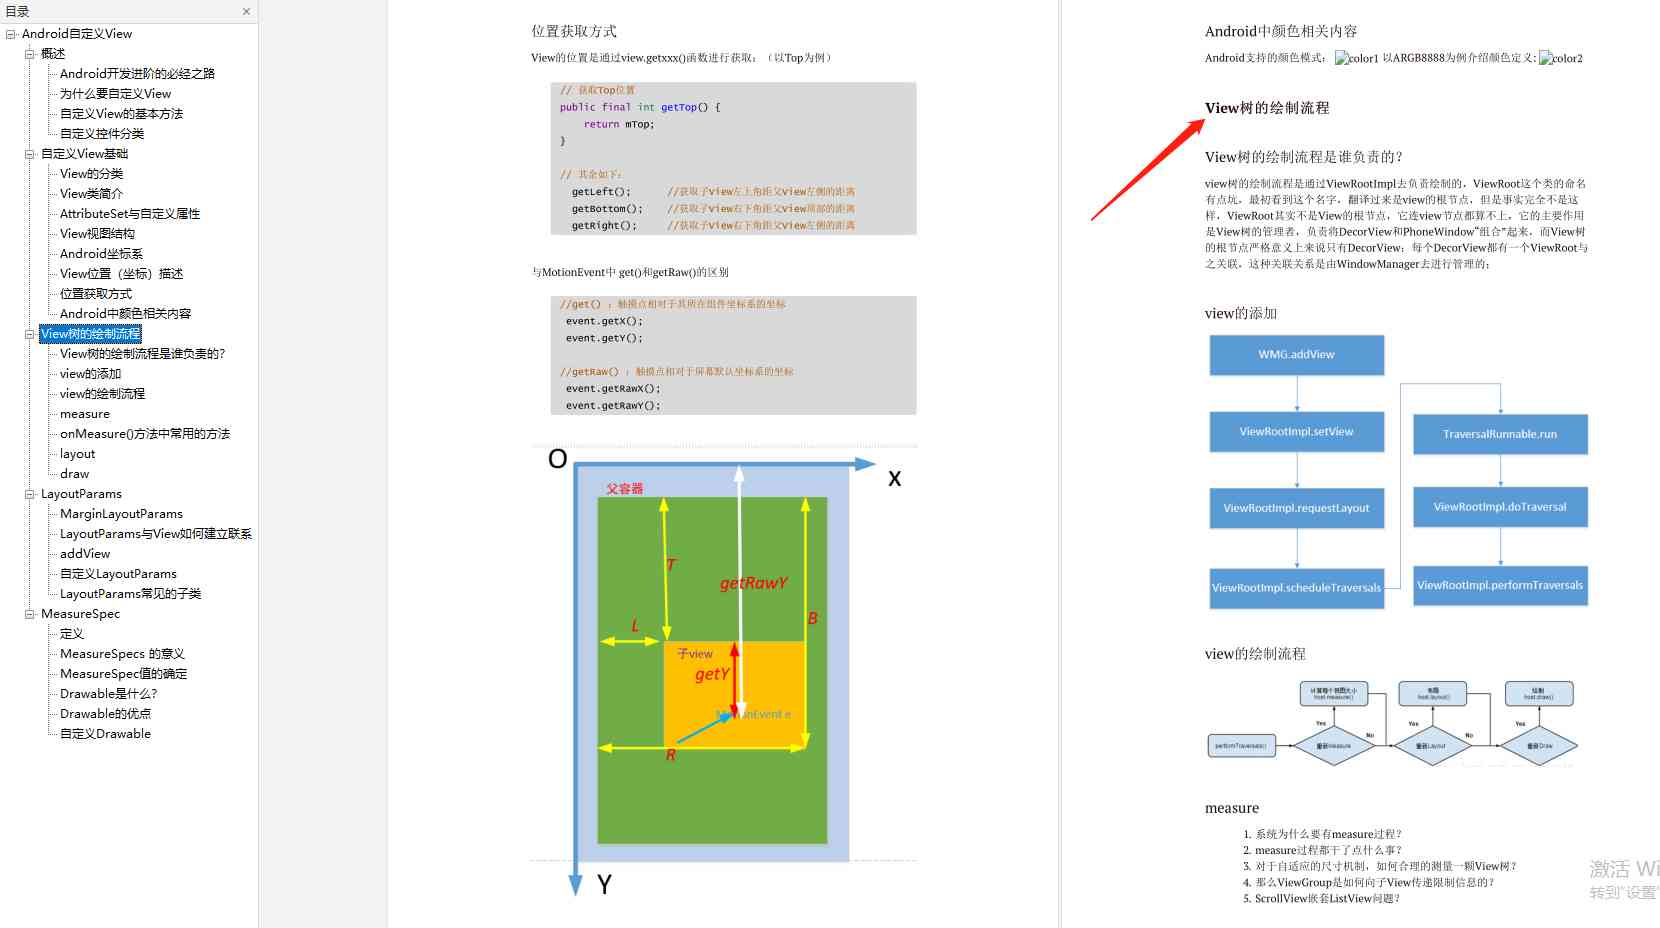 目录
Android自定义View
概述
Android开发进阶的必经之路
为什么要自定义View
自定义View的基本方法
自定义控件分类
自定义View基础
View的分类
View类简介
AttributeSet与自定义属性
View视图结构
Android坐标系
View位置（坐标）描述
位置获取方式
Android中颜色相关内容
View树的绘制流程
View树的绘制流程是谁负责的？
view的添加
view的绘制流程
measure
onMeasure()方法中常用的方法
layout
draw
LayoutParams
MarginLayoutParams
LayoutParams与View如何建立联系
addView
自定义LayoutParams
LayoutParams常见的子类
MeasureSpec
定义
MeasureSpecs 的意义
MeasureSpec值的确定
Drawable是什么?
Drawable的优点
自定义Drawable
位置获取方式
View的位置是通过view.getxxx()函数进行获取：（以Top为例）
// 获取Top位置
public final int getTop() {
return mTop;
}
// 其余如下：
getLeft(); //获取子View左上角距父View左侧的距离
getBottom(); //获取子View右下角距父View顶部的距离
getRight(); //获取子View右下角距父View左侧的距离
与MotionEvent中 get()和getRaw()的区别
//get() ：触摸点相对于其所在组件坐标系的坐标
event.getX();
event.getY();
//getRaw() ：触摸点相对于屏幕默认坐标系的坐标
event.getRawX();
event.getRawY();
O
X
父容器
T
getRawY
B
L
子view
getY
MotionEvent e
R
Y
Android中颜色相关内容
Android支持的颜色模式： color1 以ARGB8888为例介绍颜色定义: color2
View树的绘制流程
View树的绘制流程是谁负责的？
view树的绘制流程是通过ViewRootImpl去负责绘制的，ViewRoot这个类的命名
有点坑，最初看到这个名字，翻译过来是view的根节点，但是事实完全不是这
样，ViewRoot其实不是View的根节点，它连view节点都算不上，它的主要作用
是View树的管理者，负责将DecorView和PhoneWindow“组合”起来，而View树
的根节点严格意义上来说只有DecorView；每个DecorView都有一个ViewRoot与
之关联，这种关联关系是由WindowManager去进行管理的；
view的添加
WMG.addView
ViewRootImpl.setView
TraversalRunnable.run
ViewRootImpl.requestLayout
ViewRootImpl.doTraversal
ViewRootImpl.scheduleTraversals
ViewRootImpl.performTraversals
view的绘制流程
计算每个视图大小
host.measure()
布局
host.layout()
绘制
host.draw()
Yes
Yes
Yes
No
No
performTraversals()
重新measure
重新Layout
重新Draw
measure
1. 系统为什么要有measure过程？
2. measure过程都干了点什么事？
3. 对于自适应的尺寸机制，如何合理的测量一颗View树？
4. 那么ViewGroup是如何向子View传递限制信息的？
5. ScrollView嵌套ListView问题？
激活 Wi
转到"设置"